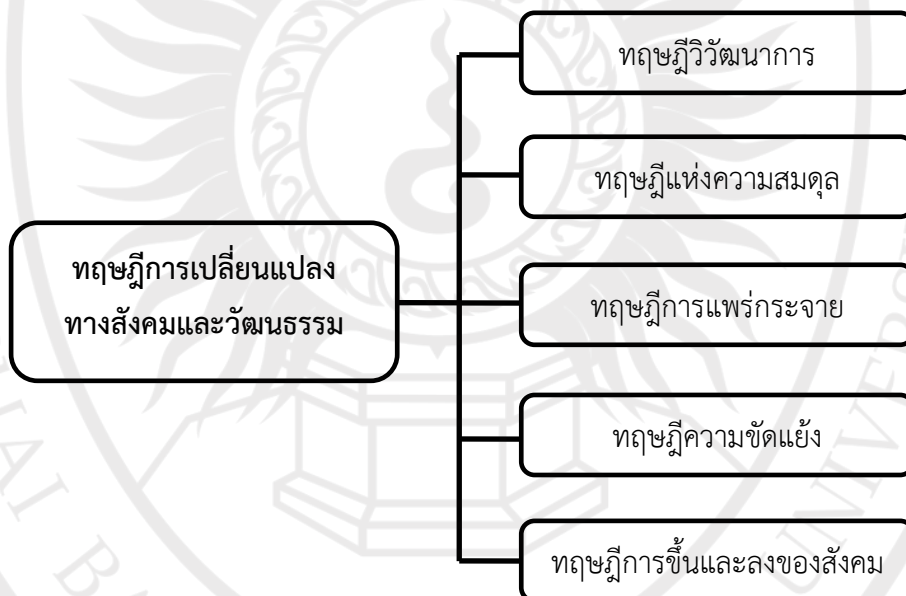 ทฤษฎีวิวัฒนาการ
ทฤษฎีแห่งความสมดุล
ทฤษฎีการเปลี่ยนแปลง
ทางสังคมและวัฒนธรรม
ทฤษฎีการแพร่กระจาย
ทฤษฎีความขัดแย้ง
ทฤษฎีการขึ้นและลงของสังคม